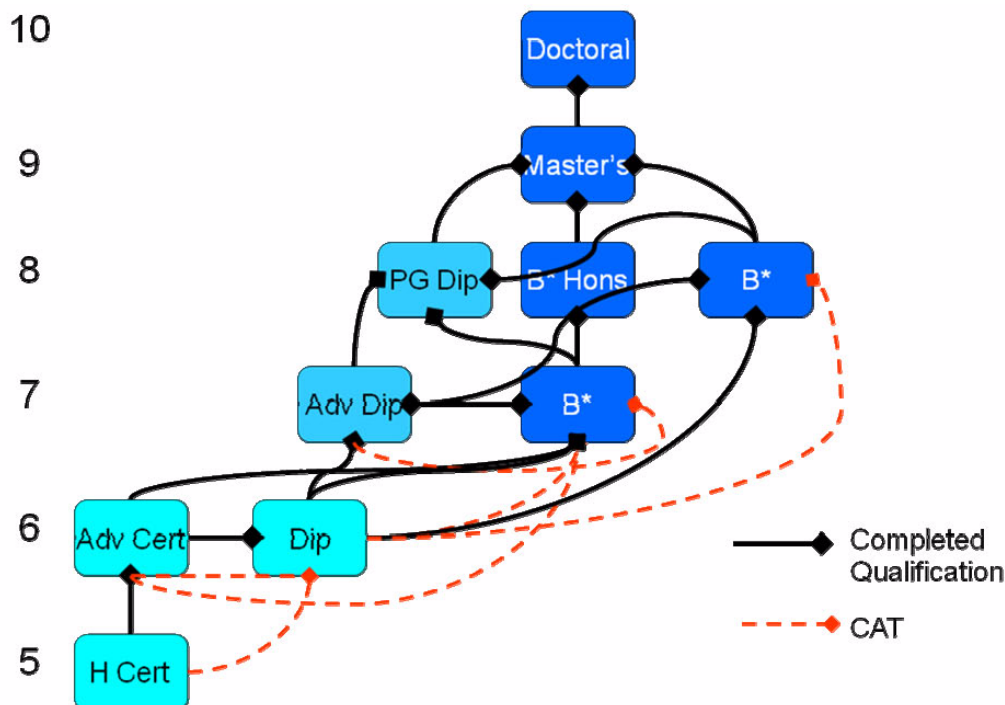 10
Doctoral
9
Master's
8
PG Dip
B* Hons
B*
7
Adv Dip
B*
6
Adv Cert
Dip
Completed
Qualification
CAT
5
H Cert